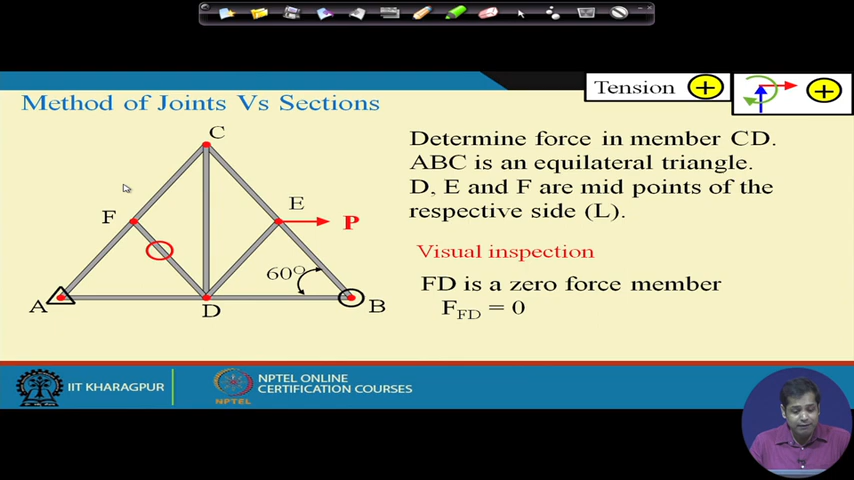 Tension +
+
Method of Joints Vs Sections
C
Determine force in member CD.
ABC is an equilateral triangle.
D, E and F are mid points of the
respective side (L).
E
F
P
Visual inspection
60°
FD is a zero force member
F_FD = 0
A
D
B
IIT KHARAGPUR
NPTEL
NPTEL ONLINE
CERTIFICATION COURSES